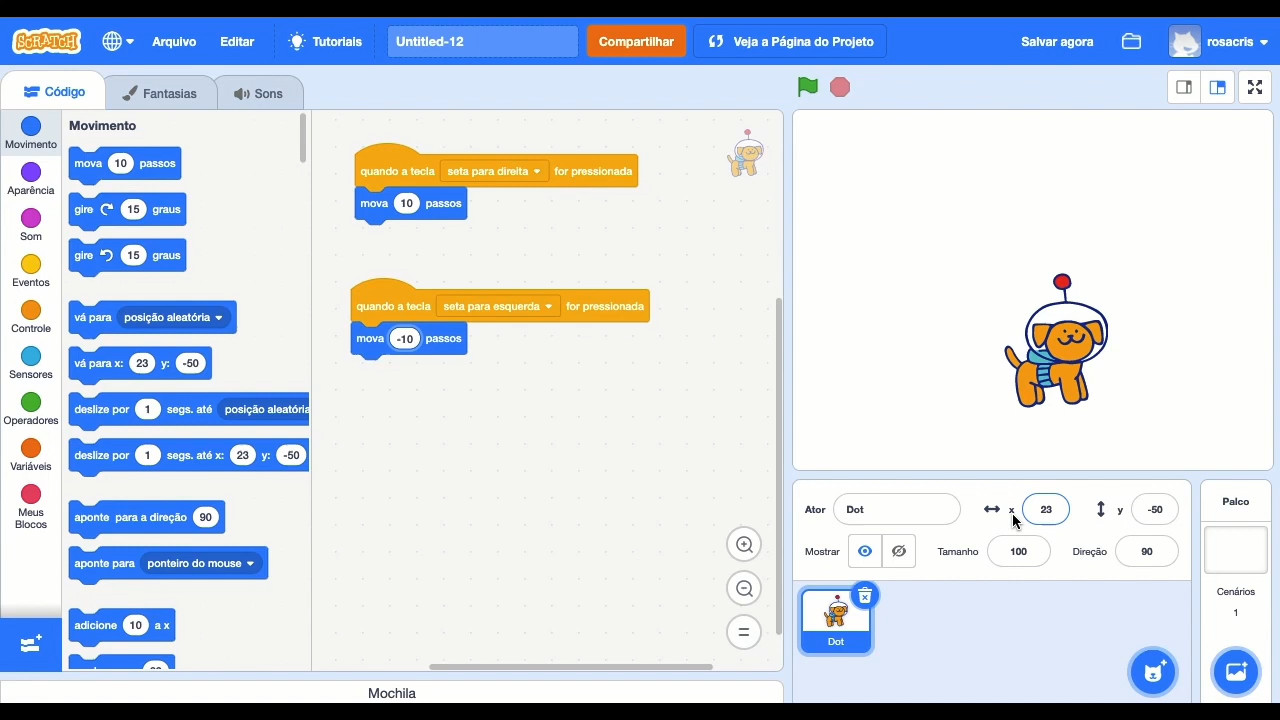 SCRATCH Arquivo Editar Tutoriais Untitled-12 Compartilhar Veja a Página do Projeto Salvar agora rosacris
Código Fantasias Sons
Movimento
Aparência
Som
Eventos
Controle
Sensores
Operadores
Variáveis
Meus
Blocos
Movimento
mova 10 passos
gire 15 graus
gire 15 graus
vá para posição aleatória
vá para x: 23 y: -50
deslize por 1 segs. até posição aleatória
deslize por 1 segs. até x: 23 y: -50
aponte para a direção 90
aponte para ponteiro do mouse
adicione 10 a x
quando a tecla seta para direita for pressionada
mova 10 passos
quando a tecla seta para esquerda for pressionada
mova -10 passos
Ator Dot x 23 y -50
Mostrar Tamanho 100 Direção 90
Dot
Palco
Cenários
1
Mochila